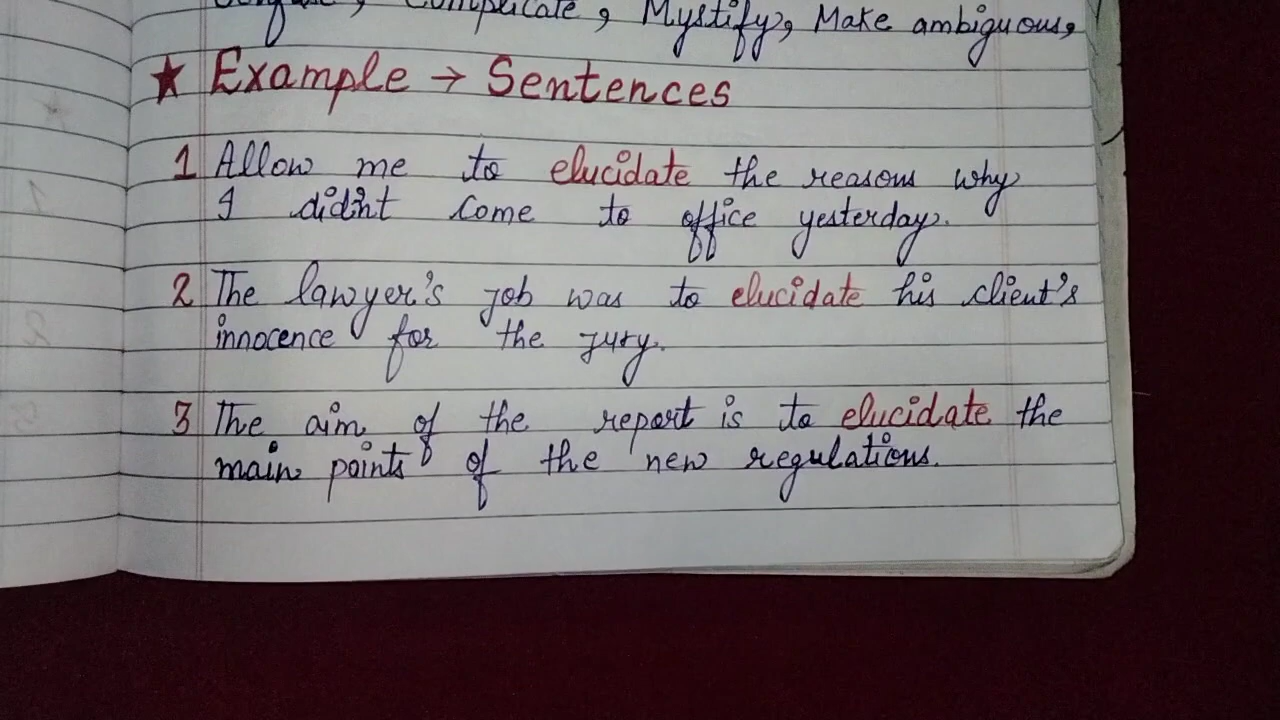 Complicate, Mystify, Make ambiguous,
★ Example → Sentences
1 Allow me to elucidate the reasons why
I didn't come to office yesterday.
2 The lawyer's job was to elucidate his client's
innocence for the jury.
3 The aim of the report is to elucidate the
main points of the new regulations.